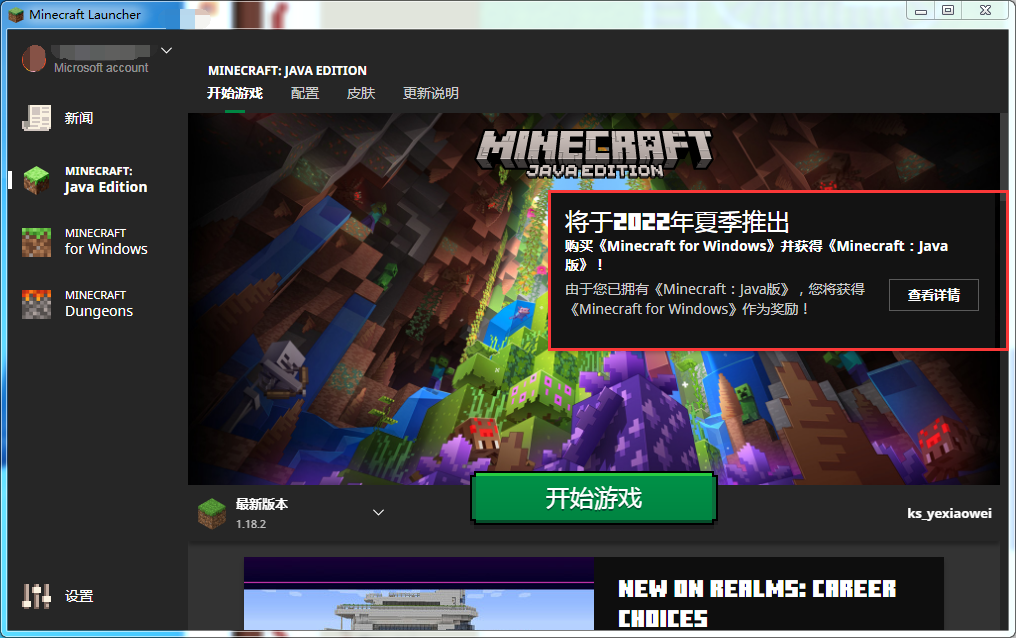 Minecraft Launcher
Microsoft account
新闻
MINECRAFT:
Java Edition
MINECRAFT
for Windows
MINECRAFT
Dungeons
设置
MINECRAFT: JAVA EDITION
开始游戏 配置 皮肤 更新说明
MINECRAFT
JAVA EDITION
将于2022年夏季推出
购买《Minecraft for Windows》并获得《Minecraft：Java
版》！
由于您已拥有《Minecraft：Java版》，您将获得
《Minecraft for Windows》作为奖励！
查看详情
最新版本
1.18.2
开始游戏
ks_yexiaowei
NEW ON REALMS: CAREER
CHOICES